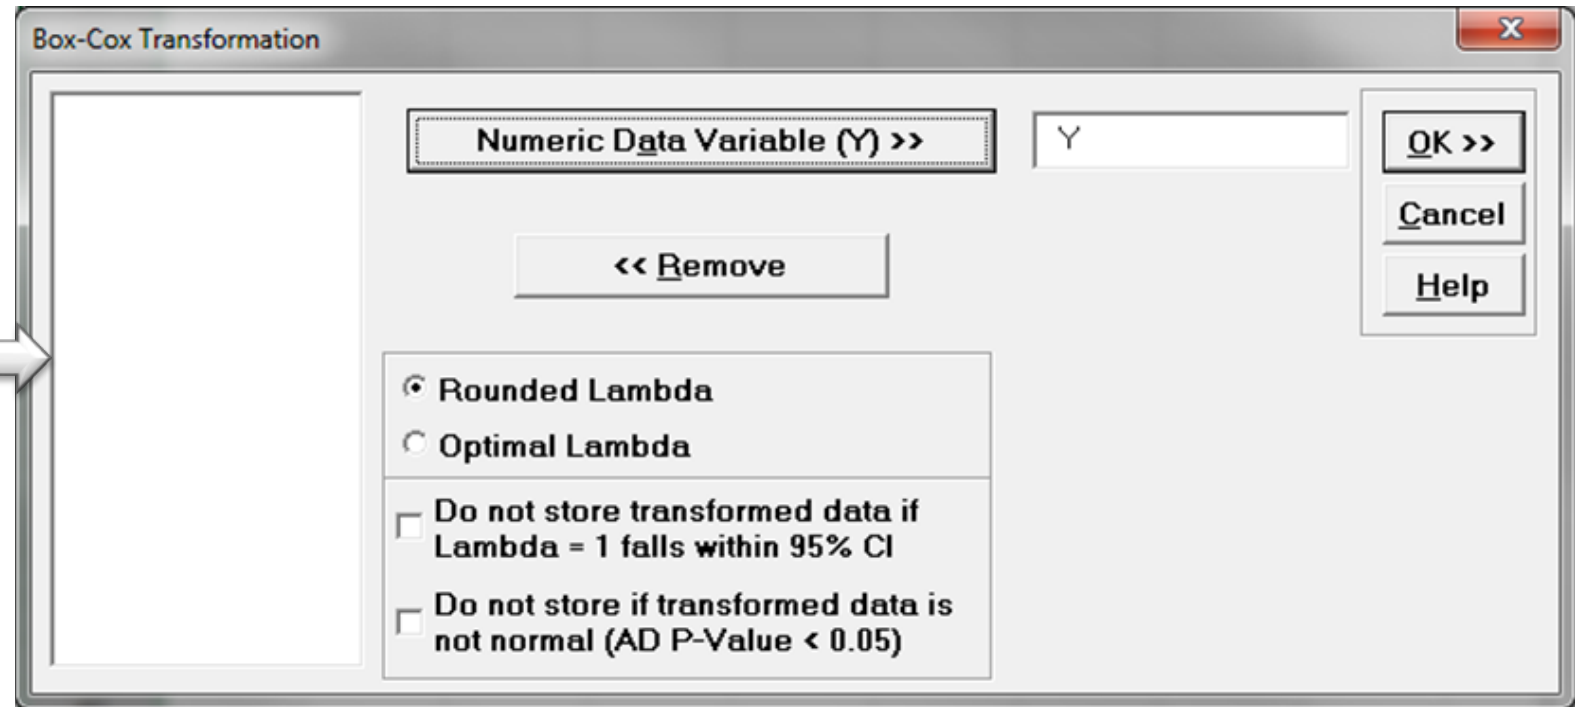 Box-Cox Transformation
Numeric Data Variable (Y) >>
Y
OK >>
Cancel
Help
<< Remove
Rounded Lambda
Optimal Lambda
Do not store transformed data if
Lambda = 1 falls within 95% CI
Do not store if transformed data is
not normal (AD P-Value < 0.05)